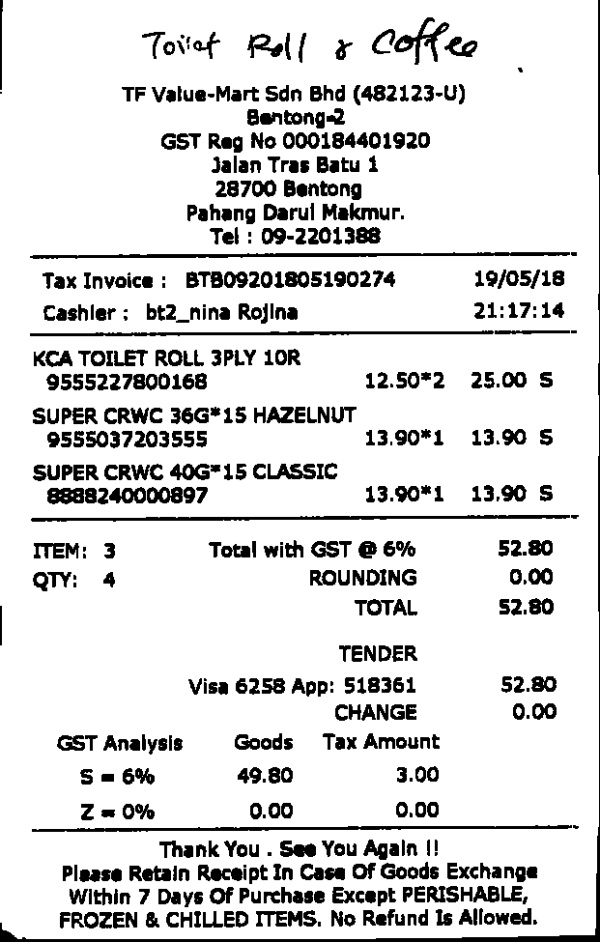 Toilet Roll & Coffee
TF Value-Mart Sdn Bhd (482123-U)
Bentong-2
GST Reg No 000184401920
Jalan Tras Batu 1
28700 Bentong
Pahang Darul Makmur.
Tel : 09-2201388
Tax Invoice : BTB09201805190274 19/05/18
Cashier : bt2_nina Rojina 21:17:14
KCA TOILET ROLL 3PLY 10R
9555227800168 12.50*2 25.00 S
SUPER CRWC 36G*15 HAZELNUT
9555037203555 13.90*1 13.90 S
SUPER CRWC 40G*15 CLASSIC
8888240000897 13.90*1 13.90 S
ITEM: 3 Total with GST @ 6% 52.80
QTY: 4 ROUNDING 0.00
TOTAL 52.80
TENDER
Visa 6258 App: 518361 52.80
CHANGE 0.00
GST Analysis Goods Tax Amount
S = 6% 49.80 3.00
Z = 0% 0.00 0.00
Thank You . See You Again !!
Please Retain Receipt In Case Of Goods Exchange
Within 7 Days Of Purchase Except PERISHABLE,
FROZEN & CHILLED ITEMS. No Refund Is Allowed.